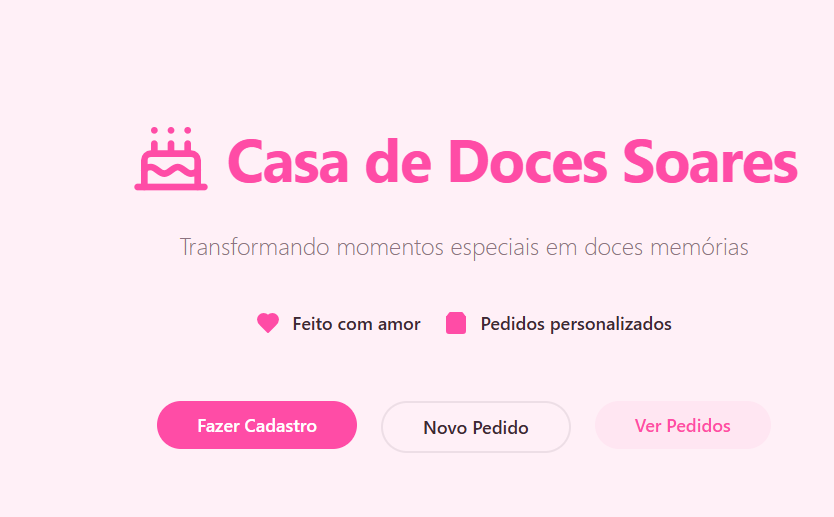 Casa de Doces Soares
Transformando momentos especiais em doces memórias
Feito com amor Pedidos personalizados
Fazer Cadastro Novo Pedido Ver Pedidos